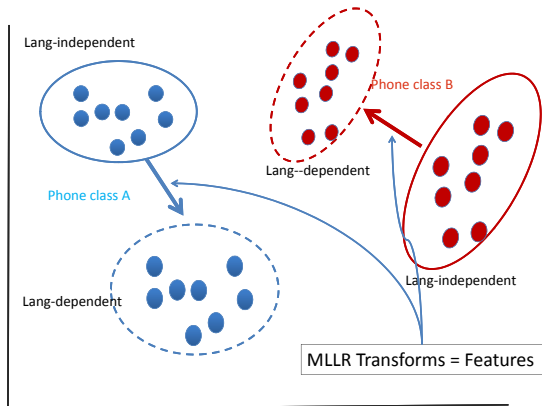 Lang-independent
Phone class B
Lang--dependent
Phone class A
Lang-independent
Lang-dependent
MLLR Transforms = Features